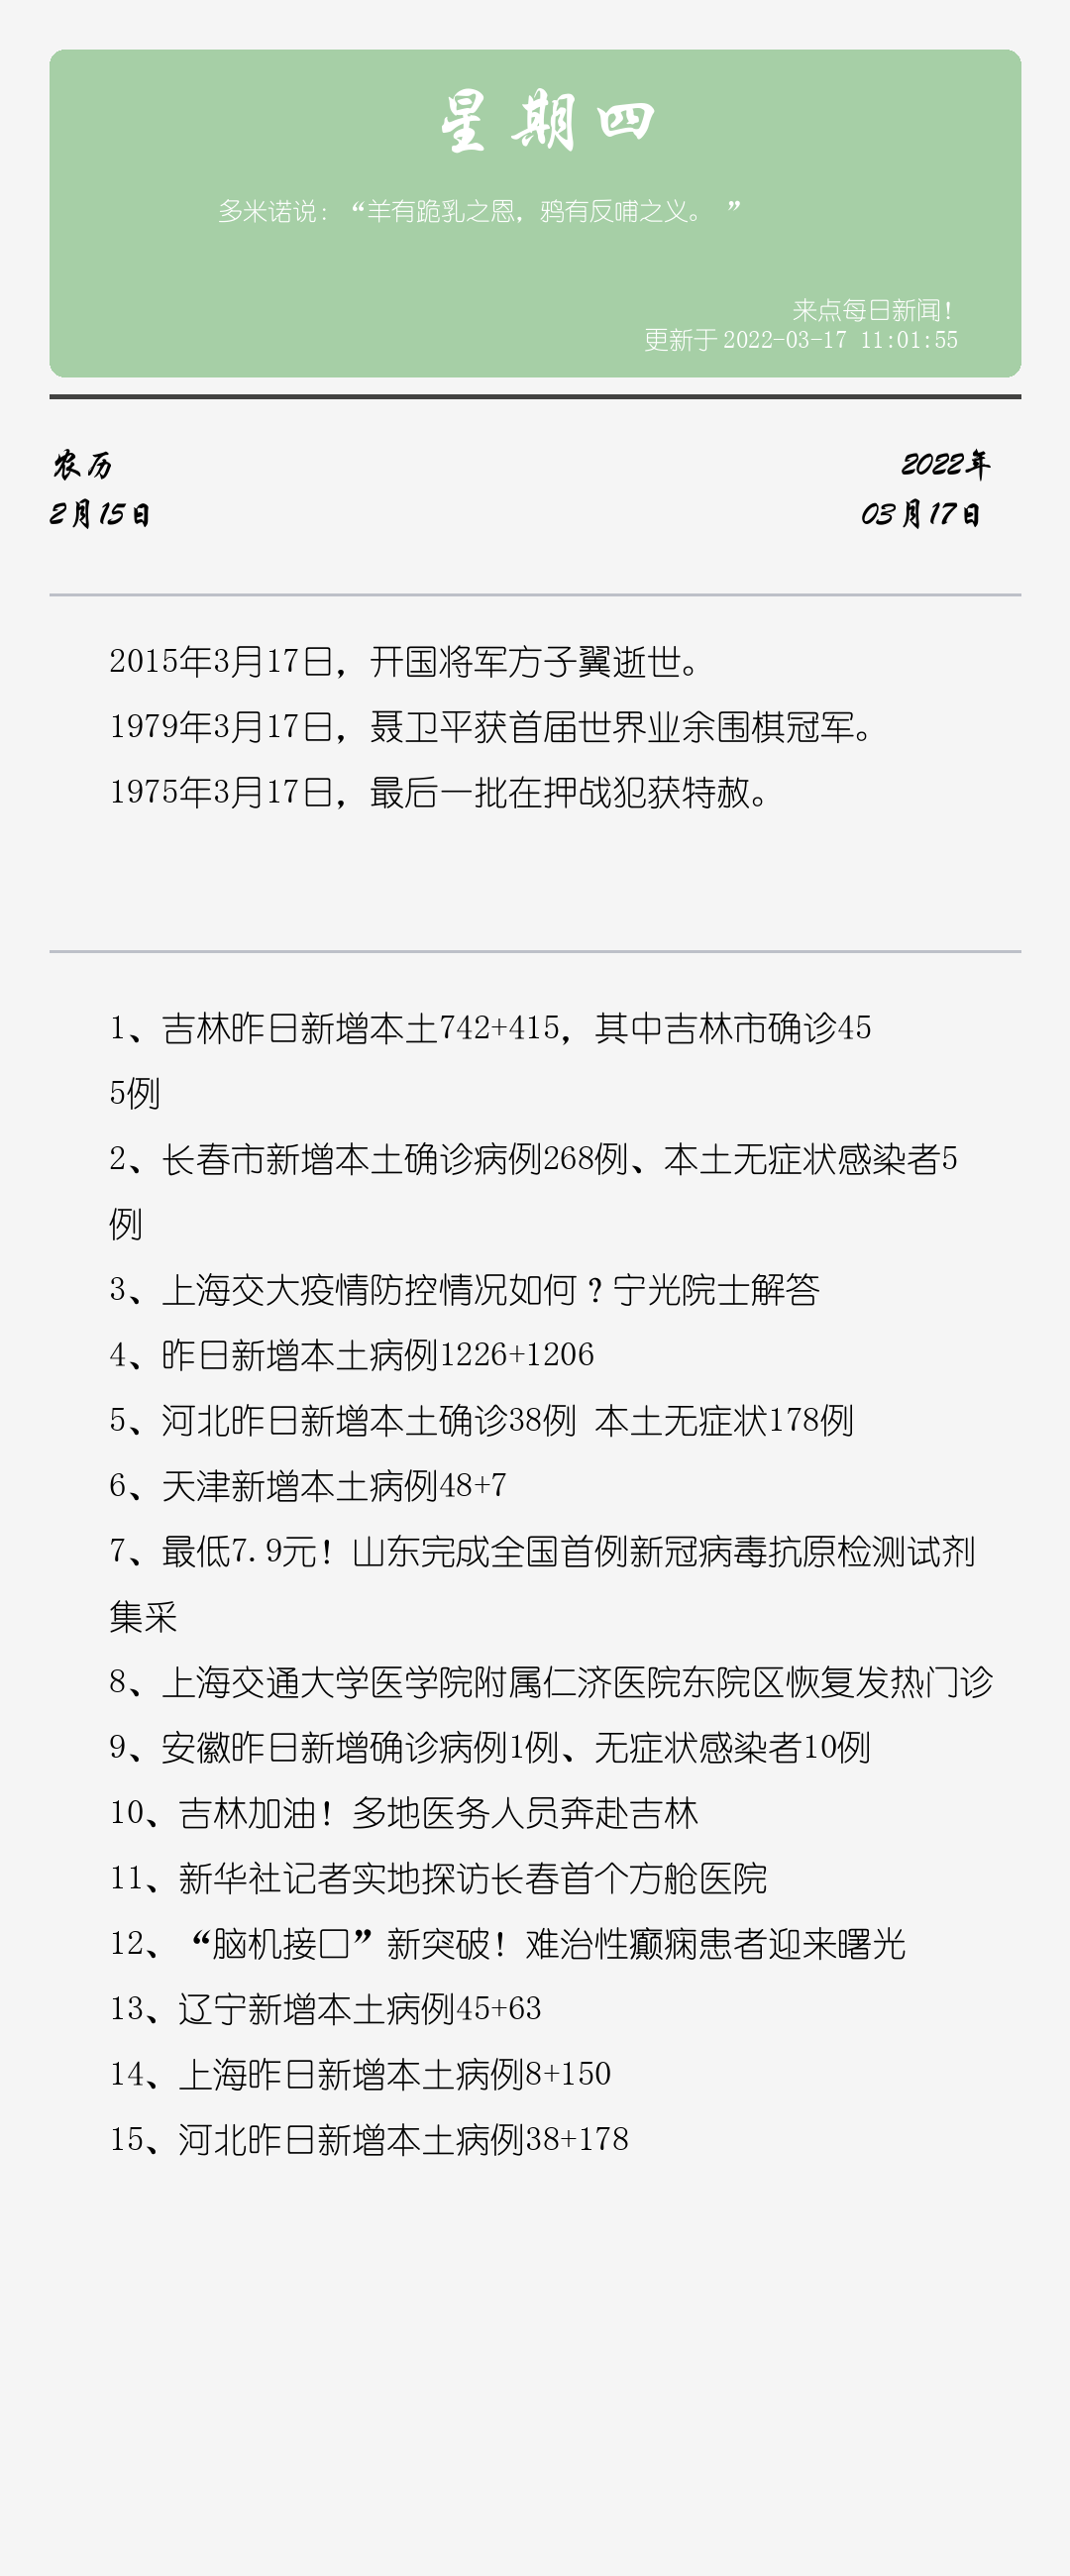 星期四
多米诺说：“羊有跪乳之恩，鸦有反哺之义。 ”
来点每日新闻！
更新于 2022-03-17 11:01:55
农历
2022年
2月15日
03月17日
2015年3月17日，开国将军方子翼逝世。
1979年3月17日，聂卫平获首届世界业余围棋冠军。
1975年3月17日，最后一批在押战犯获特赦。
1、吉林昨日新增本土742+415，其中吉林市确诊45
5例
2、长春市新增本土确诊病例268例、本土无症状感染者5
例
3、上海交大疫情防控情况如何？宁光院士解答
4、昨日新增本土病例1226+1206
5、河北昨日新增本土确诊38例 本土无症状178例
6、天津新增本土病例48+7
7、最低7.9元！山东完成全国首例新冠病毒抗原检测试剂
集采
8、上海交通大学医学院附属仁济医院东院区恢复发热门诊
9、安徽昨日新增确诊病例1例、无症状感染者10例
10、吉林加油！多地医务人员奔赴吉林
11、新华社记者实地探访长春首个方舱医院
12、“脑机接口”新突破！难治性癫痫患者迎来曙光
13、辽宁新增本土病例45+63
14、上海昨日新增本土病例8+150
15、河北昨日新增本土病例38+178